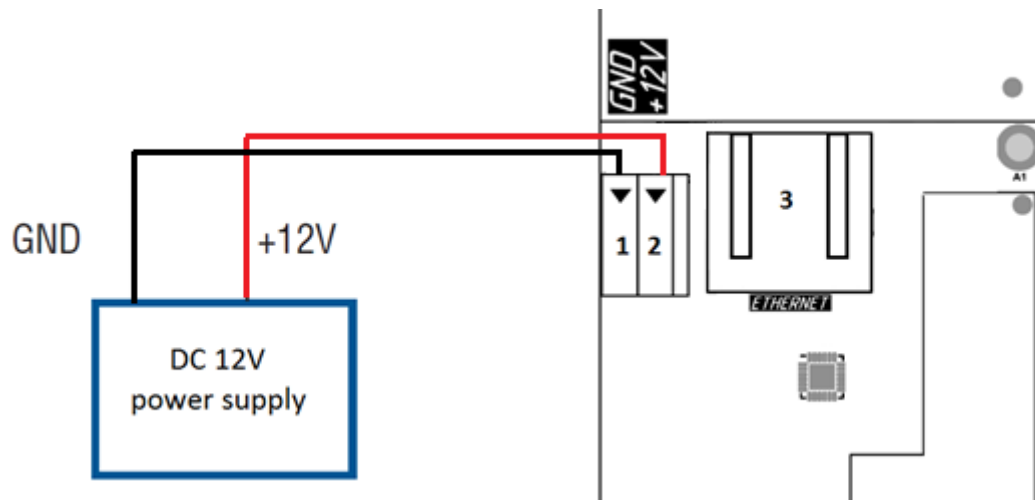 GND
+12V
A1
3
1
2
GND
+12V
ETHERNET
DC 12V
power supply